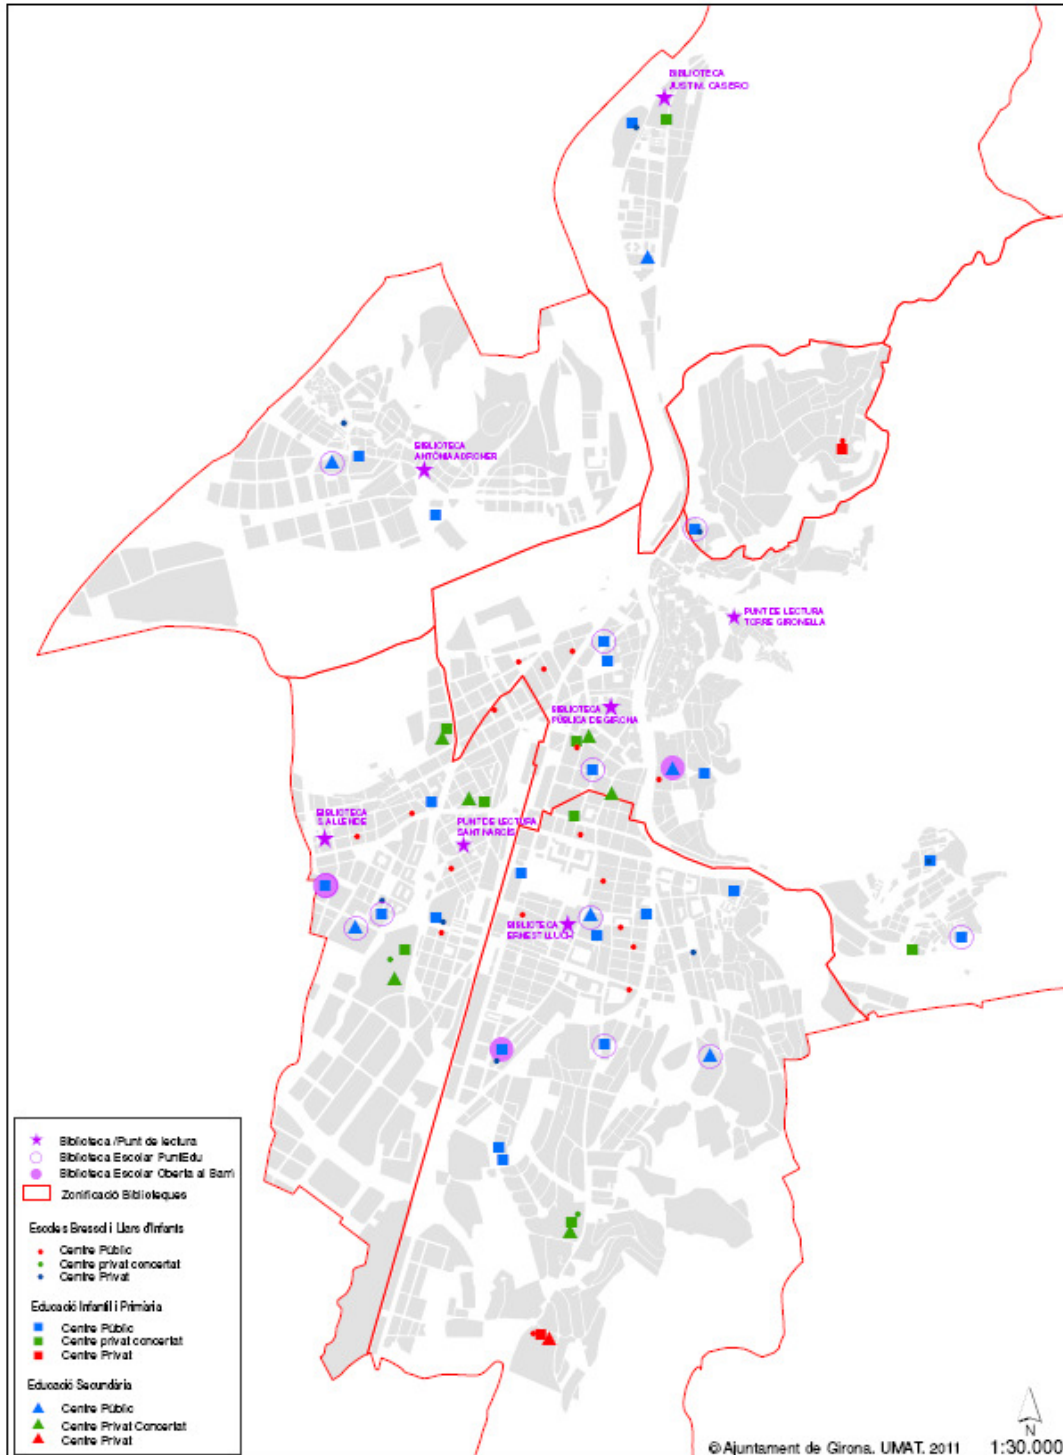 BIBLIOTECA
JUST M. CASERO
BIBLIOTECA
ANTÒNIA ADROHER
PUNT DE LECTURA
TORRE GIRONELLA
BIBLIOTECA
PÚBLICA DE GIRONA
BIBLIOTECA
S.ALLENDE
PUNT DE LECTURA
SANT NARCÍS
BIBLIOTECA
ERNEST LLUCH
Biblioteca /Punt de lectura
Biblioteca Escolar PuntEdu
Biblioteca Escolar Oberta al Barri
Zonificació Biblioteques
Escoles Bressol i Llars d'Infants
Centre Públic
Centre privat concertat
Centre Privat
Educació Infantil i Primària
Centre Públic
Centre privat concertat
Centre Privat
Educació Secundària
Centre Públic
Centre Privat Concertat
Centre Privat
N
©Ajuntament de Girona. UMAT. 2011 1:30.000